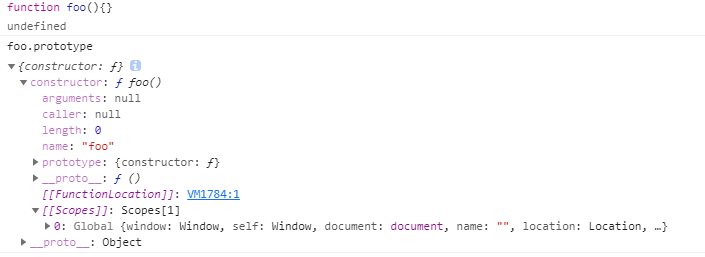 function foo(){}
undefined
foo.prototype
▼{constructor: ƒ} i
▼constructor: ƒ foo()
arguments: null
caller: null
length: 0
name: "foo"
▶prototype: {constructor: ƒ}
▶__proto__: ƒ ()
[[FunctionLocation]]: VM1784:1
▼[[Scopes]]: Scopes[1]
▶0: Global {window: Window, self: Window, document: document, name: "", location: Location, …}
▶__proto__: Object